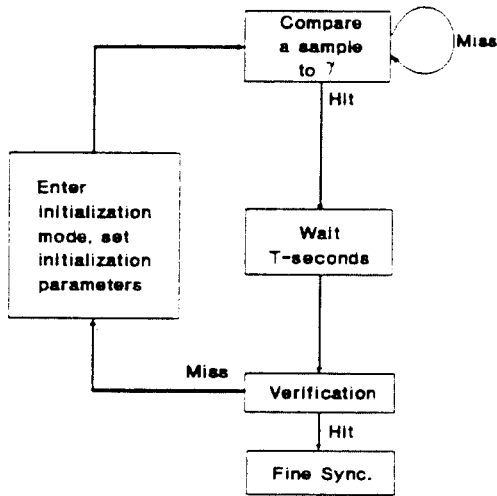 Compare
a sample
to γ
Miss
Hit
Enter
initialization
mode, set
initialization
parameters
Wait
T-seconds
Miss
Verification
Hit
Fine Sync.